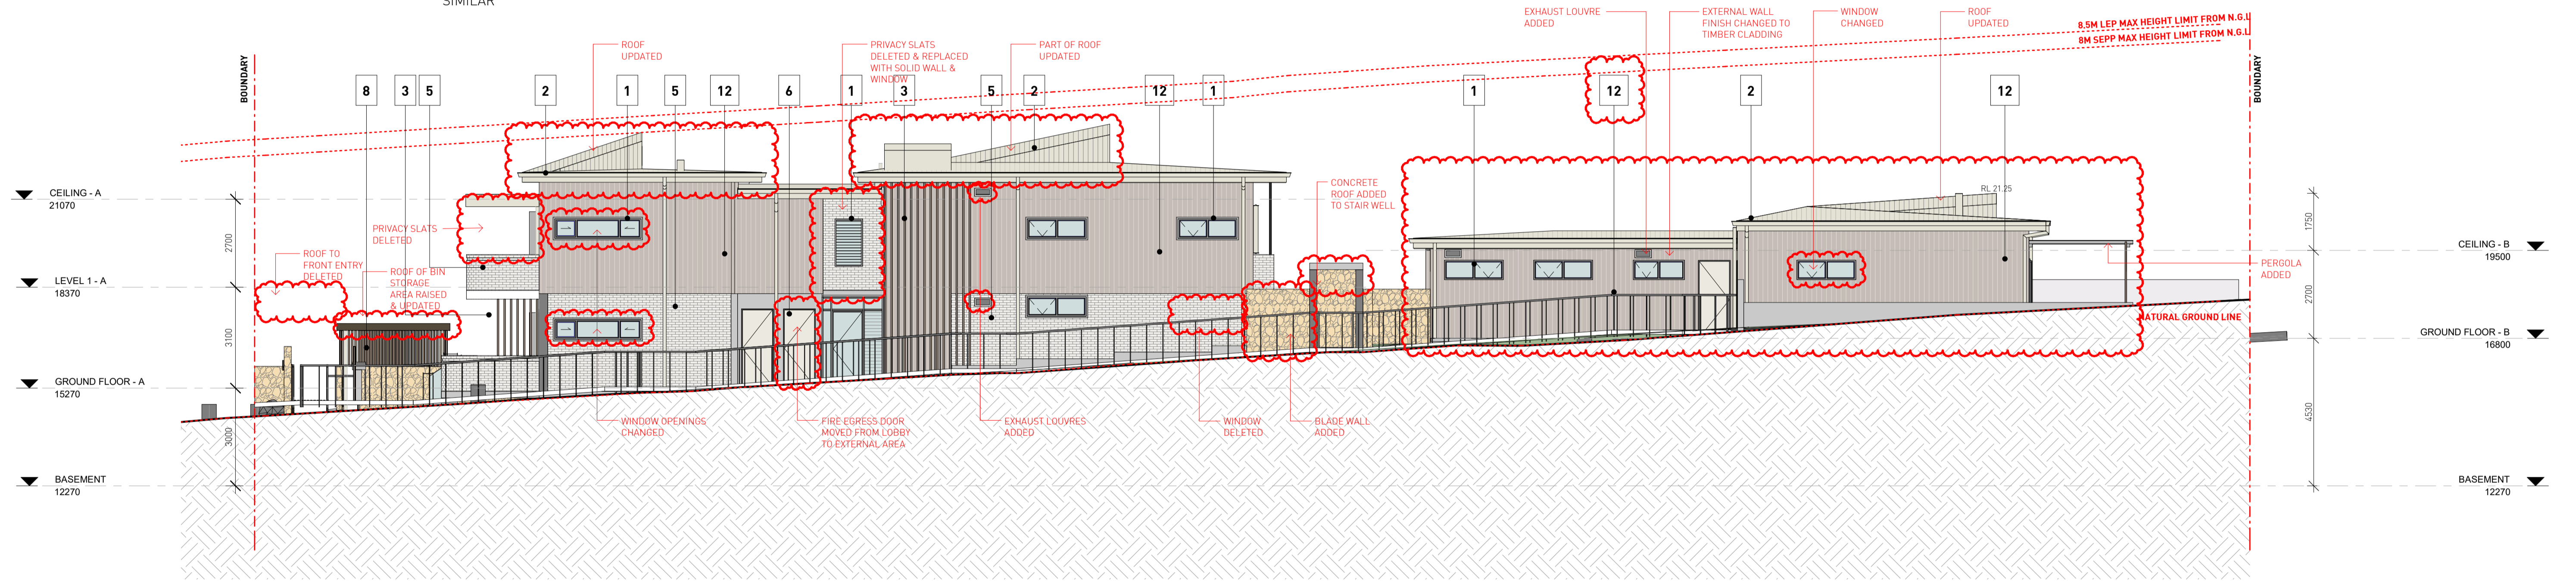 SIMILAR
EXHAUST LOUVRE
ADDED
EXTERNAL WALL
FINISH CHANGED TO
TIMBER CLADDING
WINDOW
CHANGED
ROOF
UPDATED
8.5M LEP MAX HEIGHT LIMIT FROM N.G.L
8M SEPP MAX HEIGHT LIMIT FROM N.G.L
ROOF
UPDATED
PRIVACY SLATS
DELETED & REPLACED
WITH SOLID WALL &
WINDOW
PART OF ROOF
UPDATED
BOUNDARY
BOUNDARY
8 3 5 2 1 5 12 6 1 3 5 2 12 1 1 12 2 12
CEILING - A
21070
PRIVACY SLATS
DELETED
CONCRETE
ROOF ADDED
TO STAIR WELL
RL 21.25
1750
2700
CEILING - B
19500
ROOF TO
FRONT ENTRY
DELETED
ROOF OF BIN
STORAGE
AREA RAISED
& UPDATED
PERGOLA
ADDED
LEVEL 1 - A
18370
2700
NATURAL GROUND LINE
3100
GROUND FLOOR - B
16800
GROUND FLOOR - A
15270
WINDOW OPENINGS
CHANGED
FIRE EGRESS DOOR
MOVED FROM LOBBY
TO EXTERNAL AREA
EXHAUST LOUVRES
ADDED
WINDOW
DELETED
BLADE WALL
ADDED
3000
4530
BASEMENT
12270
BASEMENT
12270